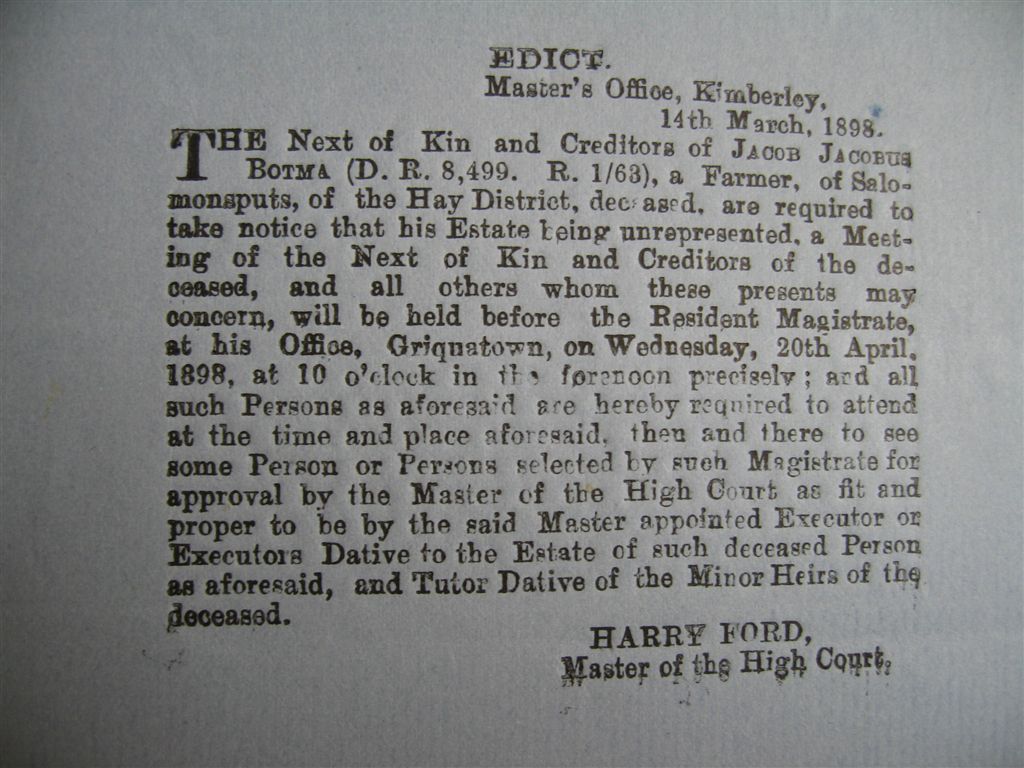 EDICT.
Master's Office, Kimberley,
14th March, 1898.
THE Next of Kin and Creditors of JACOB JACOBUS
BOTMA (D. R. 8,499. R. 1/63), a Farmer, of Salo-
monsputs, of the Hay District, deceased, are required to
take notice that his Estate being unrepresented, a Meet-
ing of the Next of Kin and Creditors of the de-
ceased, and all others whom these presents may
concern, will be held before the Resident Magistrate,
at his Office, Griquatown, on Wednesday, 20th April,
1898, at 10 o'clock in the forenoon precisely; and all
such Persons as aforesaid are hereby required to attend
at the time and place aforesaid, then and there to see
some Person or Persons selected by such Magistrate for
approval by the Master of the High Court as fit and
proper to be by the said Master appointed Executor or
Executors Dative to the Estate of such deceased Person
as aforesaid, and Tutor Dative of the Minor Heirs of the
deceased.
HARRY FORD,
Master of the High Court.